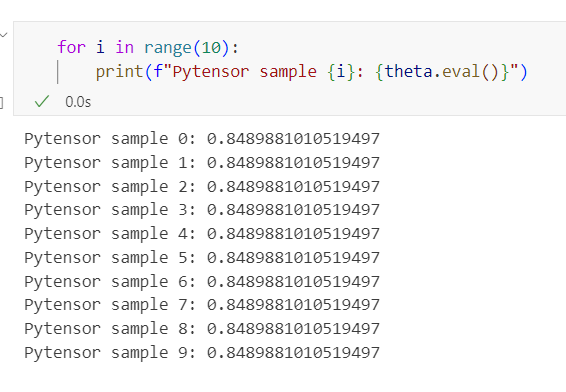 for i in range(10):
    print(f"Pytensor sample {i}: {theta.eval()}")
0.0s
Pytensor sample 0: 0.8489881010519497
Pytensor sample 1: 0.8489881010519497
Pytensor sample 2: 0.8489881010519497
Pytensor sample 3: 0.8489881010519497
Pytensor sample 4: 0.8489881010519497
Pytensor sample 5: 0.8489881010519497
Pytensor sample 6: 0.8489881010519497
Pytensor sample 7: 0.8489881010519497
Pytensor sample 8: 0.8489881010519497
Pytensor sample 9: 0.8489881010519497